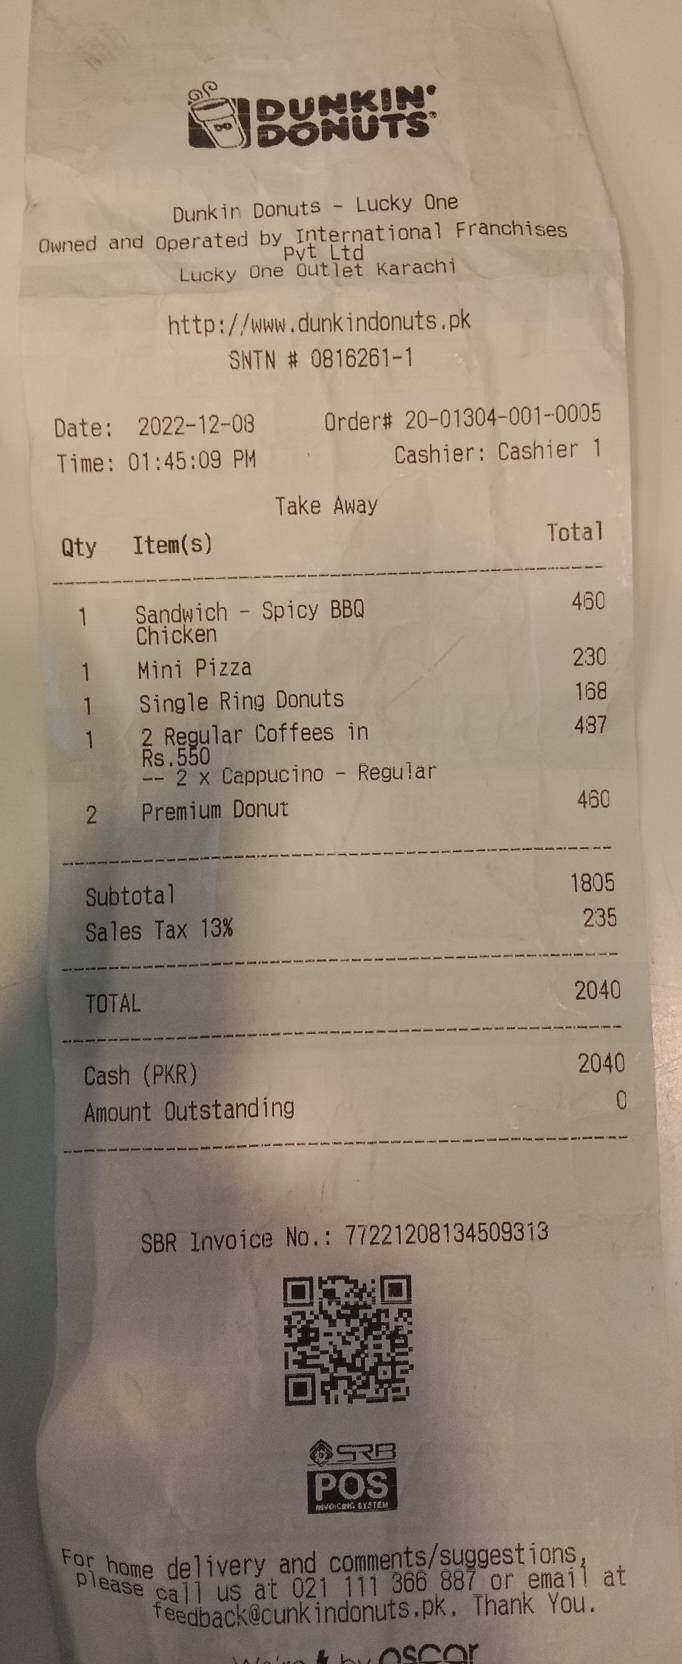 DUNKIN'
DONUTS
Dunkin Donuts - Lucky One
Owned and Operated by International Franchises
Pvt Ltd
Lucky One Outlet Karachi
http://www.dunkindonuts.pk
SNTN # 0816261-1
Date: 2022-12-08 Order# 20-01304-001-0005
Time: 01:45:09 PM Cashier: Cashier 1
Take Away
Qty Item(s) Total
1 Sandwich - Spicy BBQ 460
Chicken
1 Mini Pizza 230
1 Single Ring Donuts 168
1 2 Regular Coffees in 487
Rs.550
-- 2 x Cappucino - Regular
2 Premium Donut 460
Subtotal 1805
Sales Tax 13% 235
TOTAL 2040
Cash (PKR) 2040
Amount Outstanding 0
SBR Invoice No.: 77221208134509313
SRB
POS
INVOICING SYSTEM
For home delivery and comments/suggestions,
please call us at 021 111 366 887 or email at
feedback@cunkindonuts.pk. Thank You.
by oscar